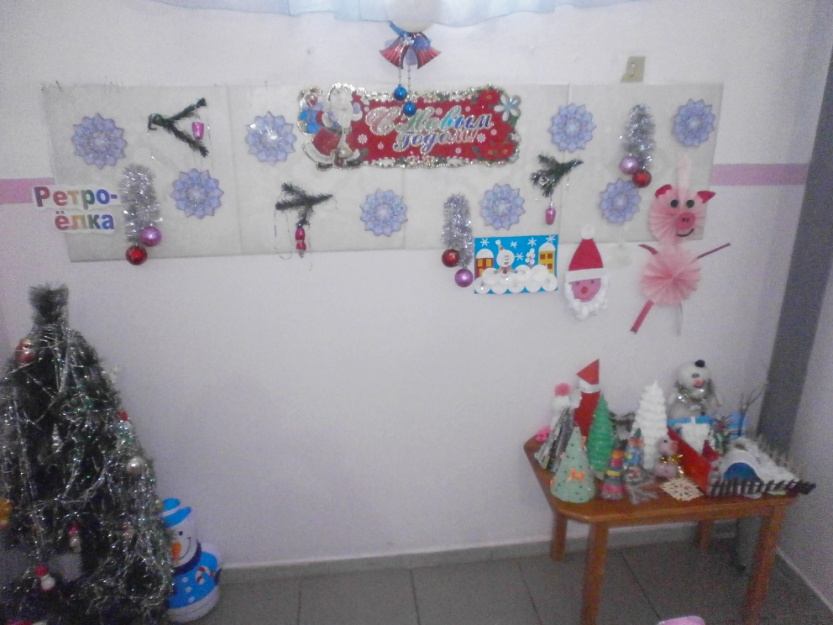 С Новым
годом!
Ретро-
ёлка